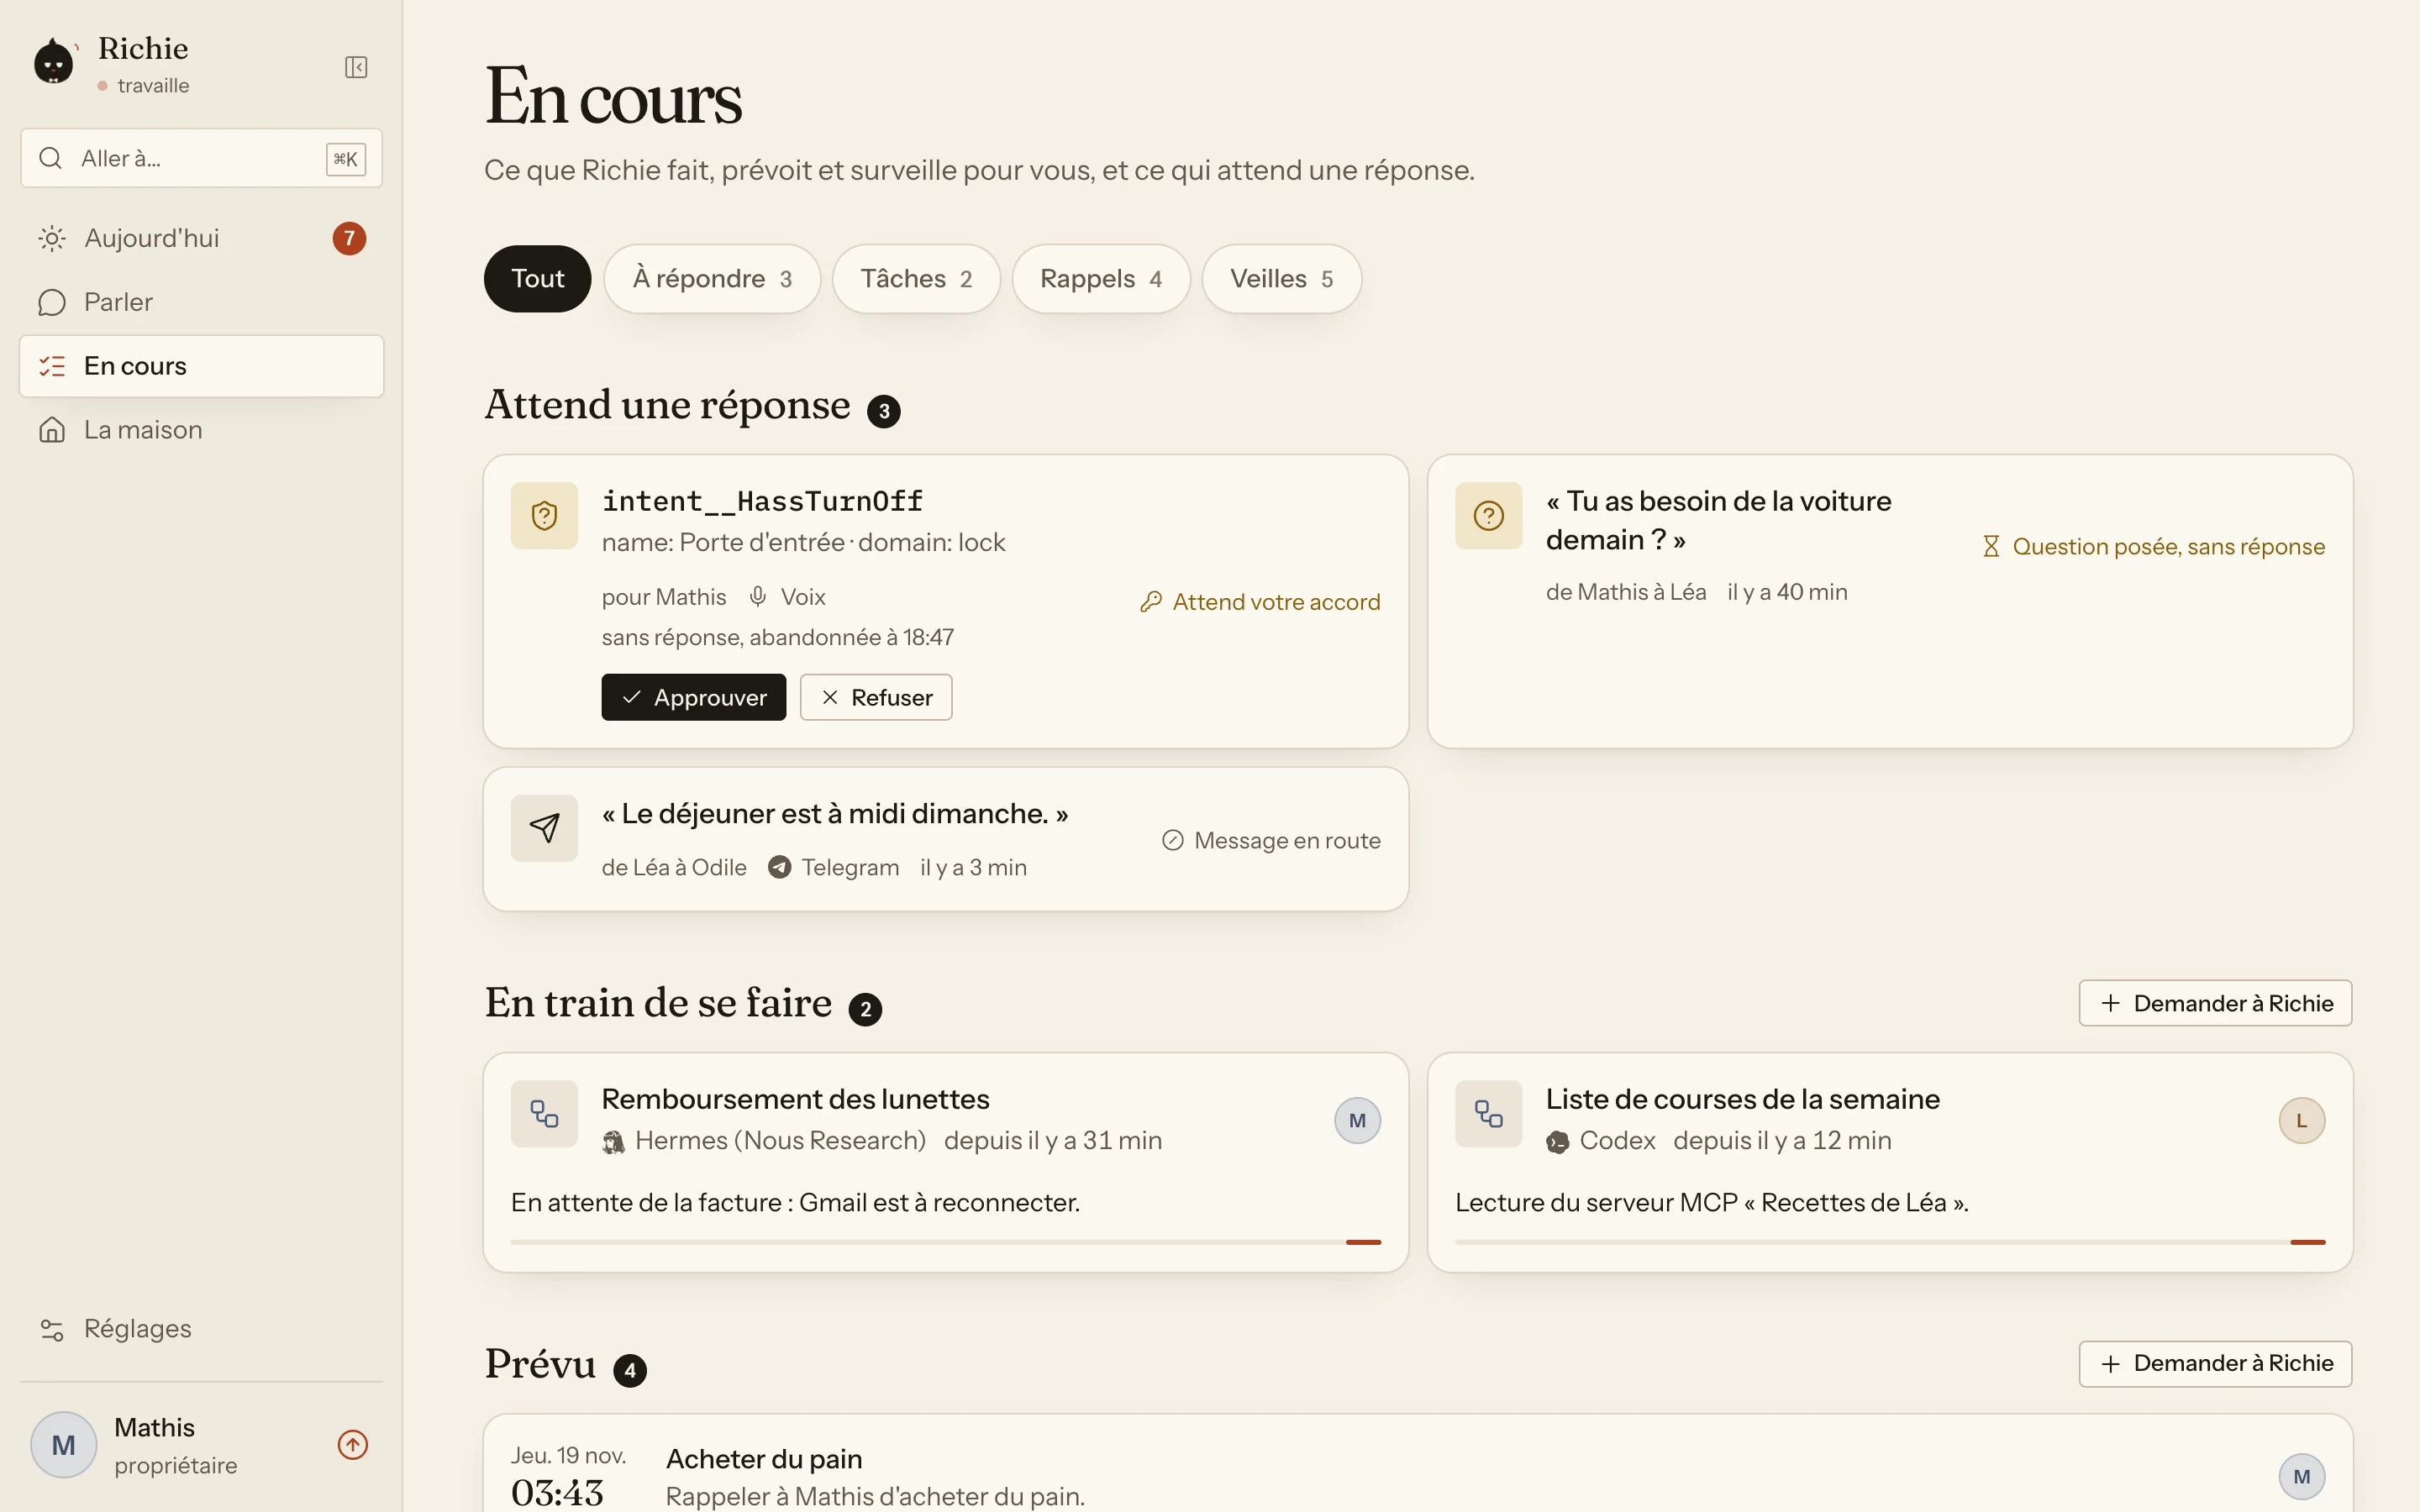 Richie
travaille
Aller à...
⌘K
Aujourd'hui
7
Parler
En cours
La maison
Réglages
M
Mathis
propriétaire
En cours
Ce que Richie fait, prévoit et surveille pour vous, et ce qui attend une réponse.
Tout
À répondre 3
Tâches 2
Rappels 4
Veilles 5
Attend une réponse 3
intent__HassTurnOff
name: Porte d'entrée · domain: lock
pour Mathis Voix
sans réponse, abandonnée à 18:47
Attend votre accord
Approuver
Refuser
« Tu as besoin de la voiture
demain ? »
de Mathis à Léa il y a 40 min
Question posée, sans réponse
« Le déjeuner est à midi dimanche. »
de Léa à Odile Telegram il y a 3 min
Message en route
En train de se faire 2
Demander à Richie
Remboursement des lunettes
Hermes (Nous Research) depuis il y a 31 min
M
En attente de la facture : Gmail est à reconnecter.
Liste de courses de la semaine
Codex depuis il y a 12 min
L
Lecture du serveur MCP « Recettes de Léa ».
Prévu 4
Demander à Richie
Jeu. 19 nov.
03:43
Acheter du pain
Rappeler à Mathis d'acheter du pain.
M